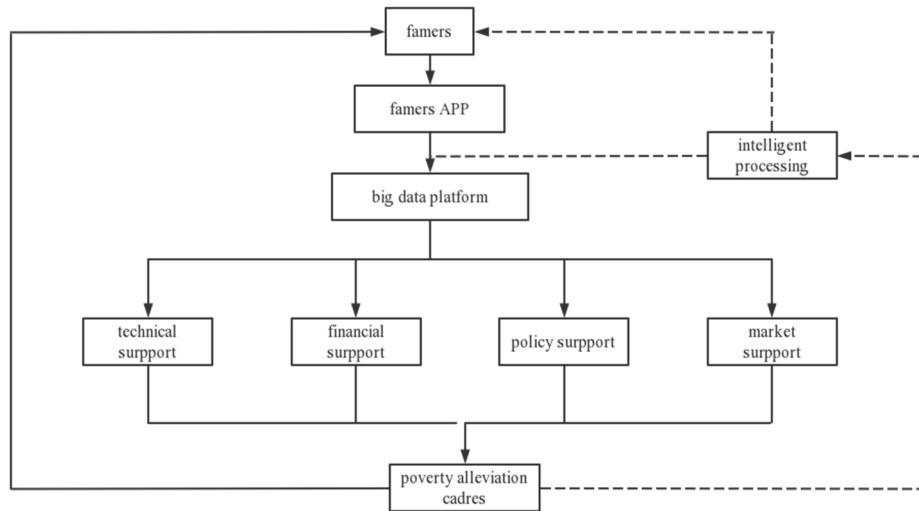 famers
famers APP
intelligent
processing
big data platform
technical
surpport
financial
surpport
policy surpport
market
surpport
poverty alleviation
cadres